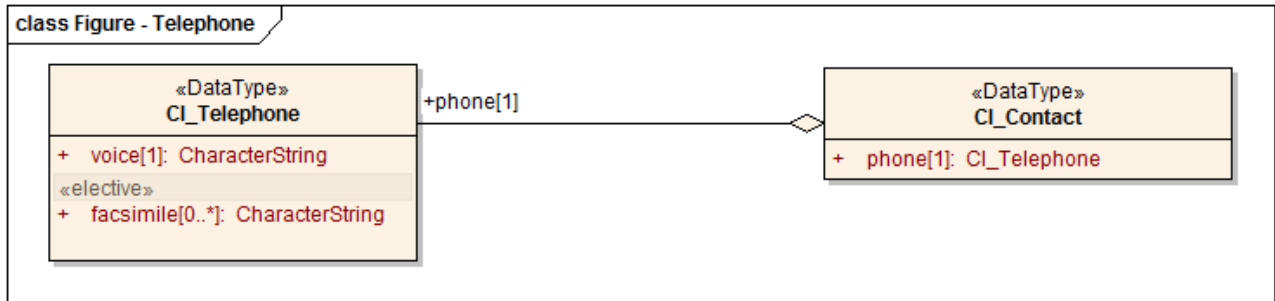 class Figure - Telephone
«DataType»
CI_Telephone
+ voice[1]: CharacterString
«elective»
+ facsimile[0..*]: CharacterString
+phone[1]
«DataType»
CI_Contact
+ phone[1]: CI_Telephone